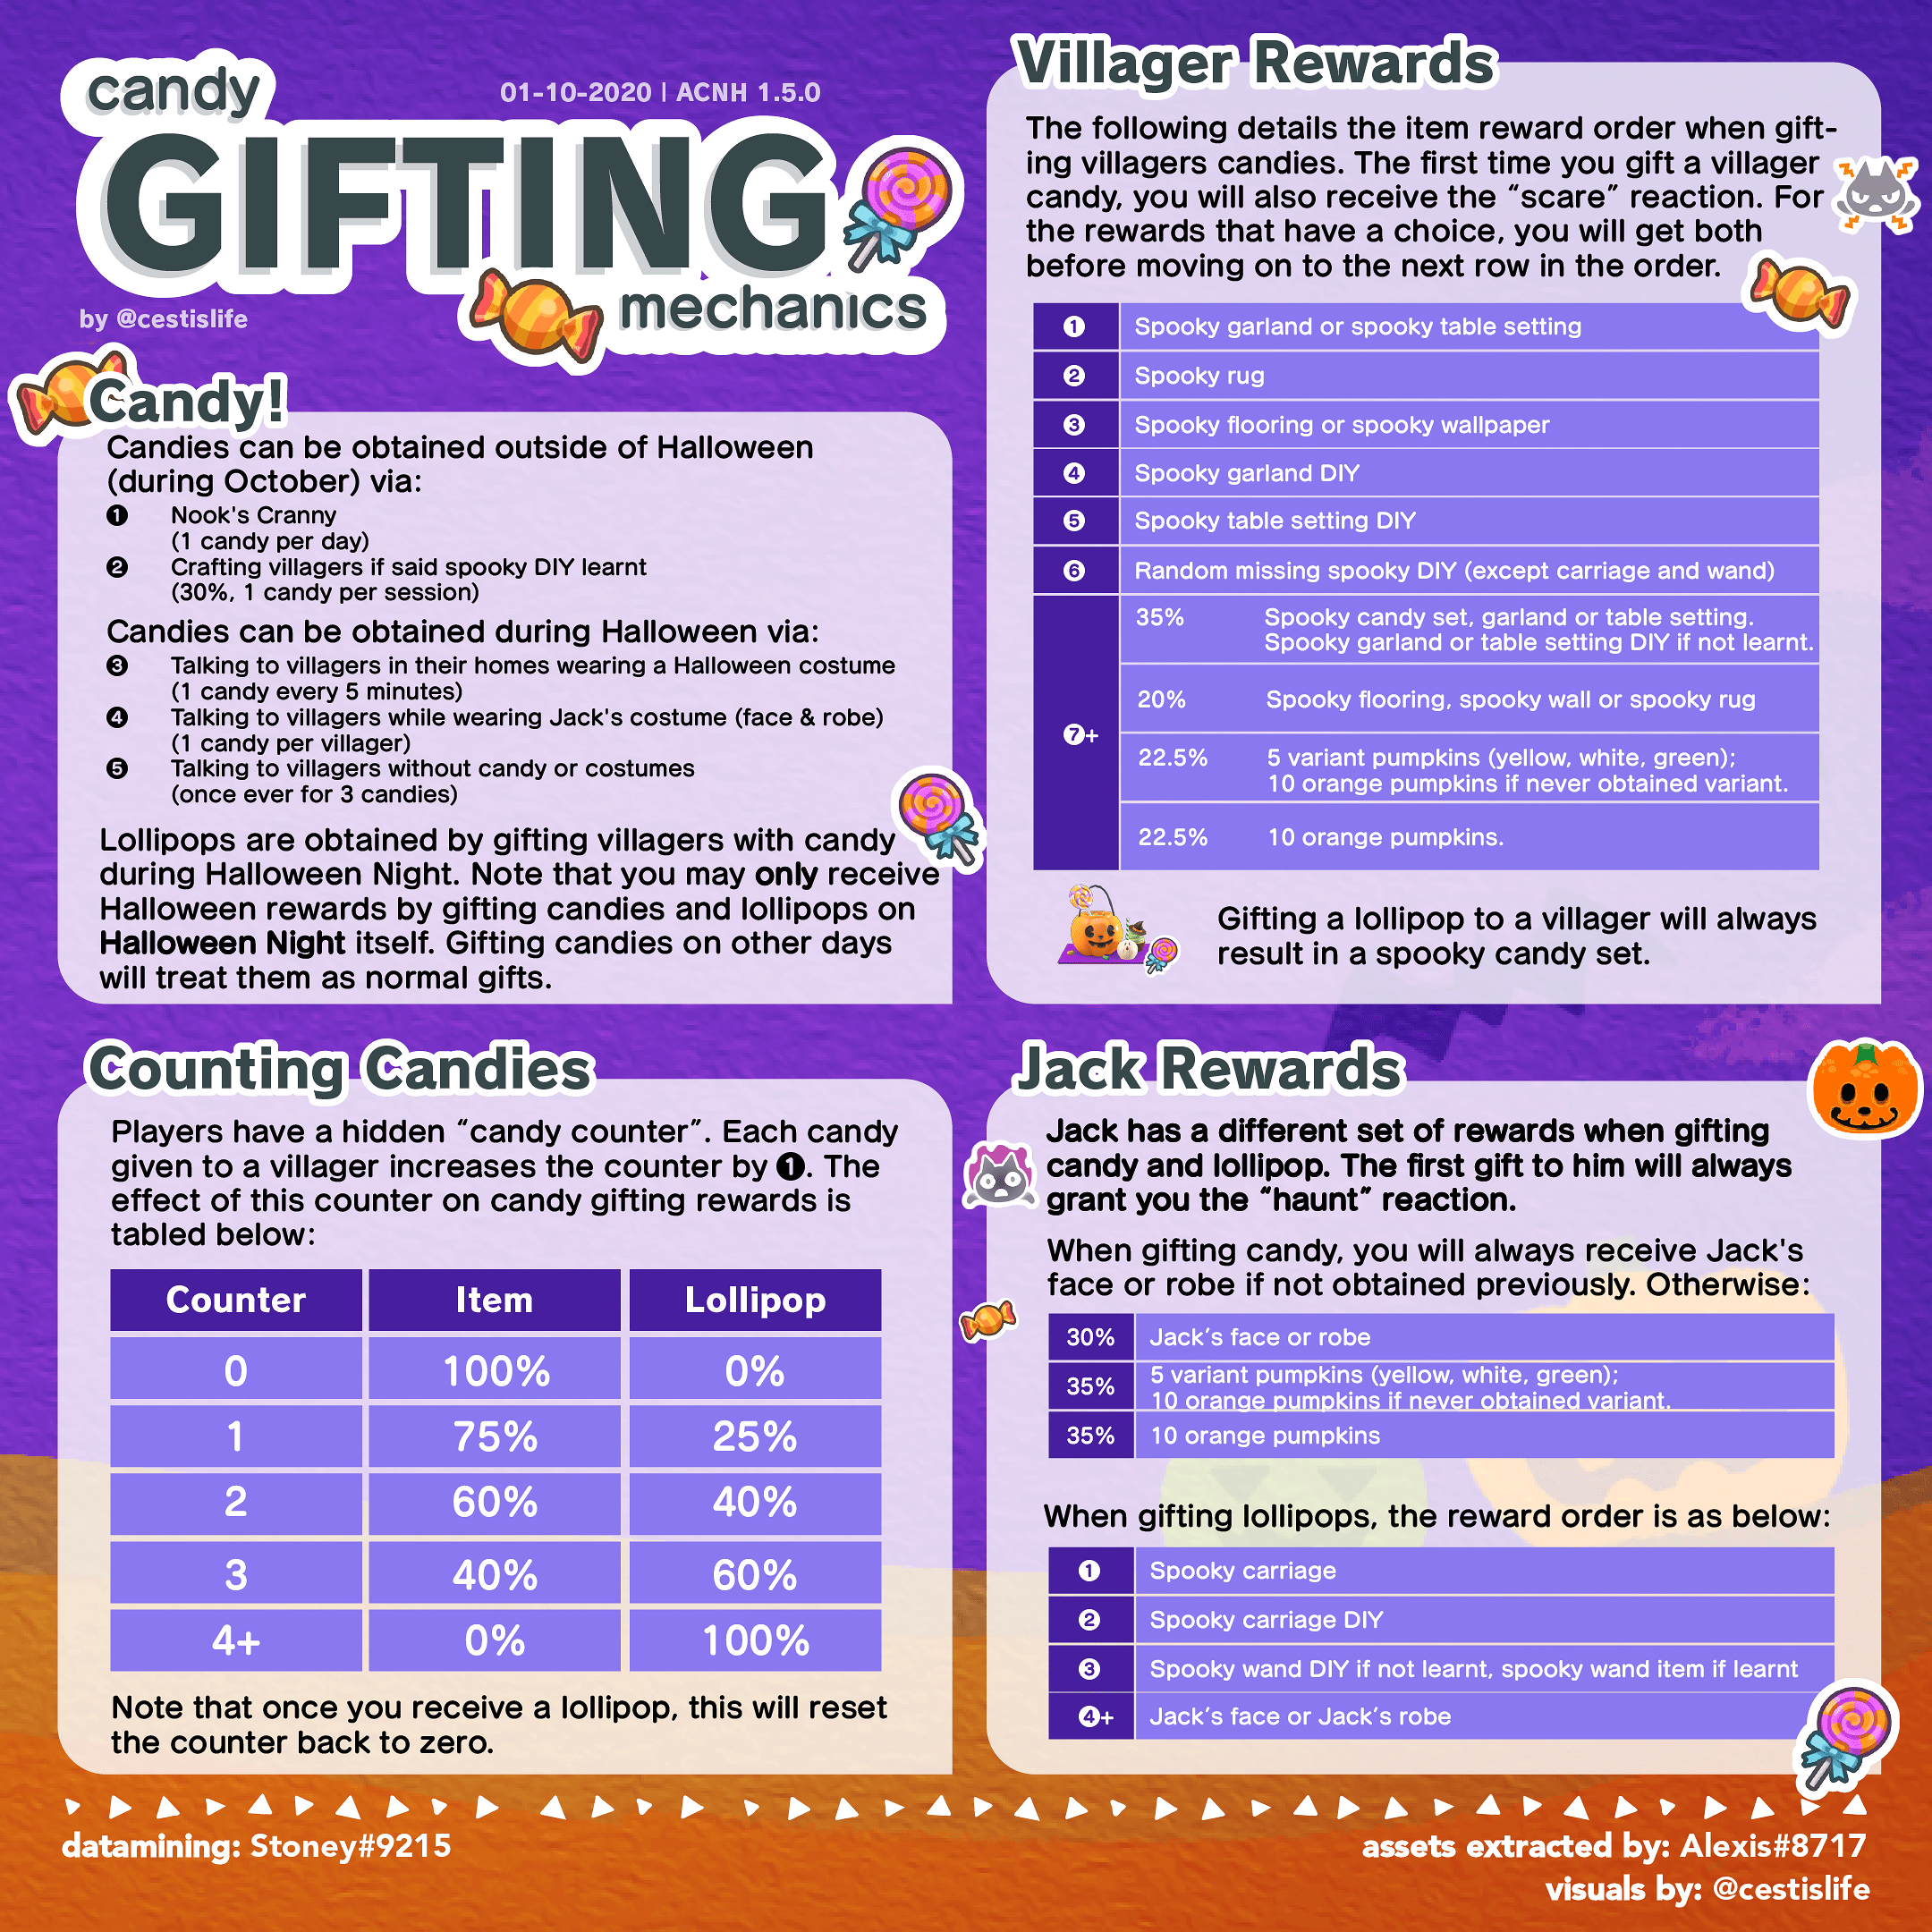 candy
GIFTING
mechanics
01-10-2020 | ACNH 1.5.0
by @cestislife
Candy!
Candies can be obtained outside of Halloween
(during October) via:
1 Nook's Cranny
(1 candy per day)
2 Crafting villagers if said spooky DIY learnt
(30%, 1 candy per session)
Candies can be obtained during Halloween via:
3 Talking to villagers in their homes wearing a Halloween costume
(1 candy every 5 minutes)
4 Talking to villagers while wearing Jack's costume (face & robe)
(1 candy per villager)
5 Talking to villagers without candy or costumes
(once ever for 3 candies)
Lollipops are obtained by gifting villagers with candy
during Halloween Night. Note that you may only receive
Halloween rewards by gifting candies and lollipops on
Halloween Night itself. Gifting candies on other days
will treat them as normal gifts.
Counting Candies
Players have a hidden “candy counter”. Each candy
given to a villager increases the counter by 1. The
effect of this counter on candy gifting rewards is
tabled below:
Counter Item Lollipop
0 100% 0%
1 75% 25%
2 60% 40%
3 40% 60%
4+ 0% 100%
Note that once you receive a lollipop, this will reset
the counter back to zero.
Villager Rewards
The following details the item reward order when gift-
ing villagers candies. The first time you gift a villager
candy, you will also receive the “scare” reaction. For
the rewards that have a choice, you will get both
before moving on to the next row in the order.
1 Spooky garland or spooky table setting
2 Spooky rug
3 Spooky flooring or spooky wallpaper
4 Spooky garland DIY
5 Spooky table setting DIY
6 Random missing spooky DIY (except carriage and wand)
7+
35% Spooky candy set, garland or table setting.
Spooky garland or table setting DIY if not learnt.
20% Spooky flooring, spooky wall or spooky rug
22.5% 5 variant pumpkins (yellow, white, green);
10 orange pumpkins if never obtained variant.
22.5% 10 orange pumpkins.
Gifting a lollipop to a villager will always
result in a spooky candy set.
Jack Rewards
Jack has a different set of rewards when gifting
candy and lollipop. The first gift to him will always
grant you the “haunt” reaction.
When gifting candy, you will always receive Jack's
face or robe if not obtained previously. Otherwise:
30% Jack’s face or robe
35% 5 variant pumpkins (yellow, white, green);
10 orange pumpkins if never obtained variant.
35% 10 orange pumpkins
When gifting lollipops, the reward order is as below:
1 Spooky carriage
2 Spooky carriage DIY
3 Spooky wand DIY if not learnt, spooky wand item if learnt
4+ Jack’s face or Jack’s robe
datamining: Stoney#9215
assets extracted by: Alexis#8717
visuals by: @cestislife